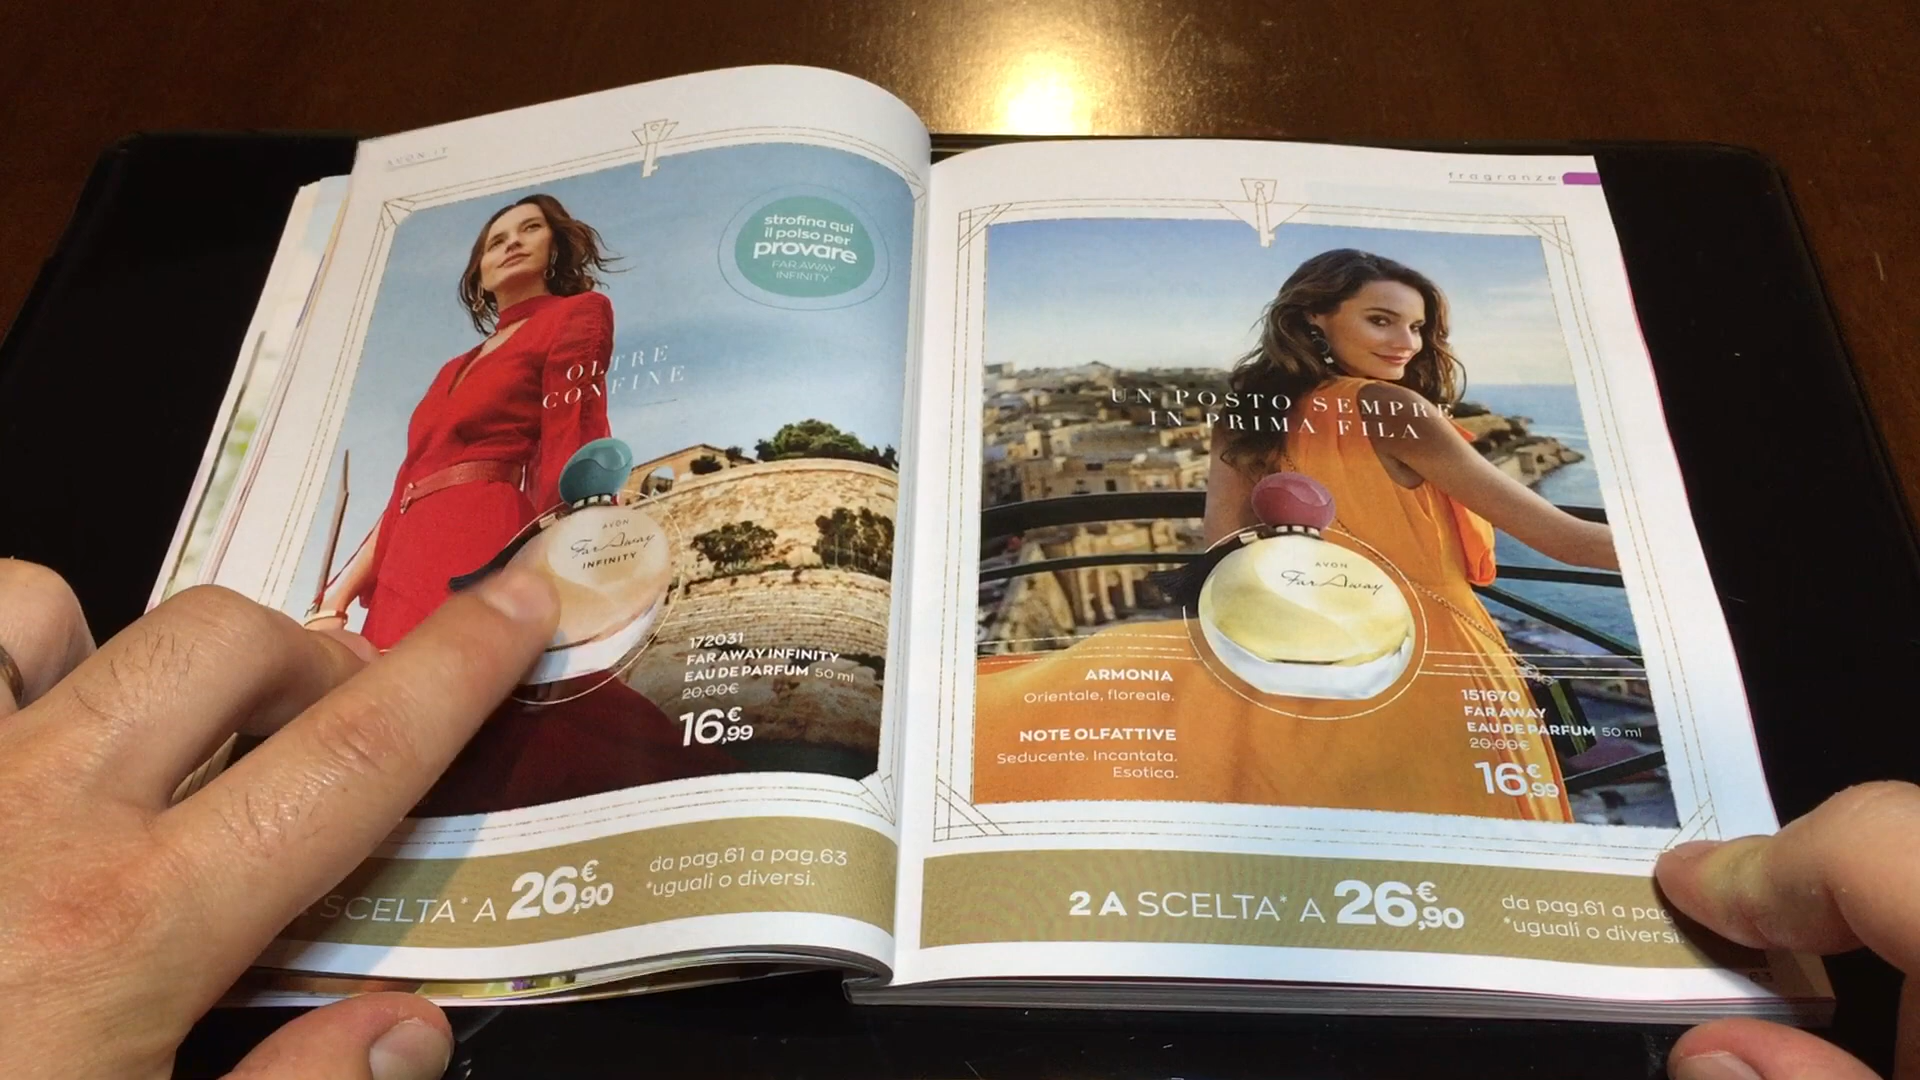 AVON.IT
strofina qui
il polso per
provare
FAR AWAY
INFINITY
OLTRE
CONFINE
AVON
Far Away
INFINITY
172031
FAR AWAY INFINITY
EAU DE PARFUM 50 ml
20,00€
16,99€
SCELTA* A 26,90€
da pag.61 a pag.63
*uguali o diversi.
fragranze
UN POSTO SEMPRE
IN PRIMA FILA
AVON
Far Away
ARMONIA
Orientale, floreale.
NOTE OLFATTIVE
Seducente. Incantata.
Esotica.
151670
FAR AWAY
EAU DE PARFUM 50 ml
20,00€
16,99€
2 A SCELTA* A 26,90€
da pag.61 a pag
*uguali o diversi.
63